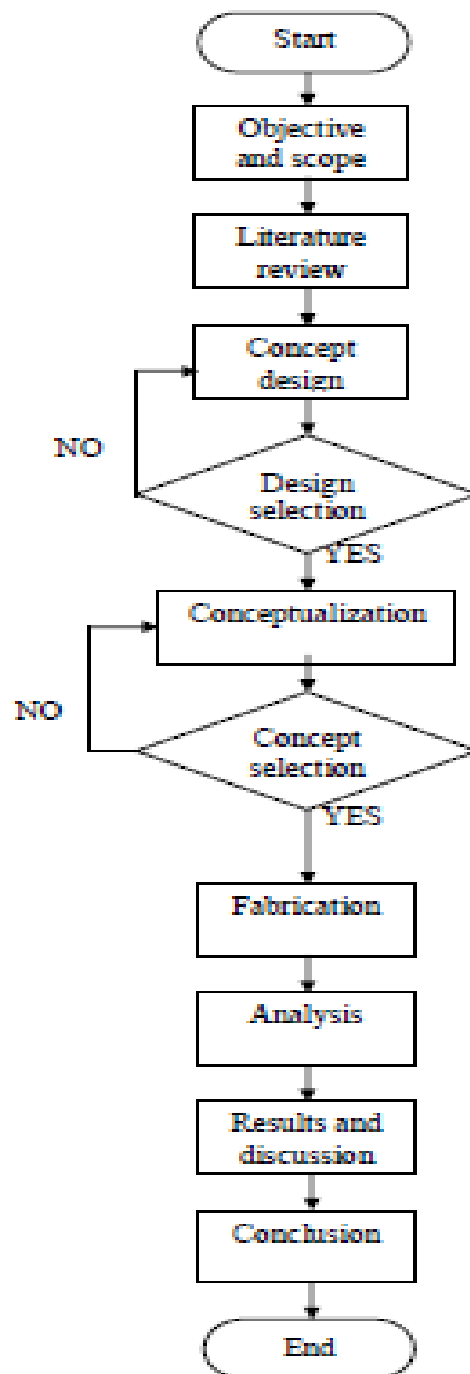 Start
Objective
and scope
Literature
review
Concept
design
NO
Design
selection
YES
Conceptualization
NO
Concept
selection
YES
Fabrication
Analysis
Results and
discussion
Conclusion
End